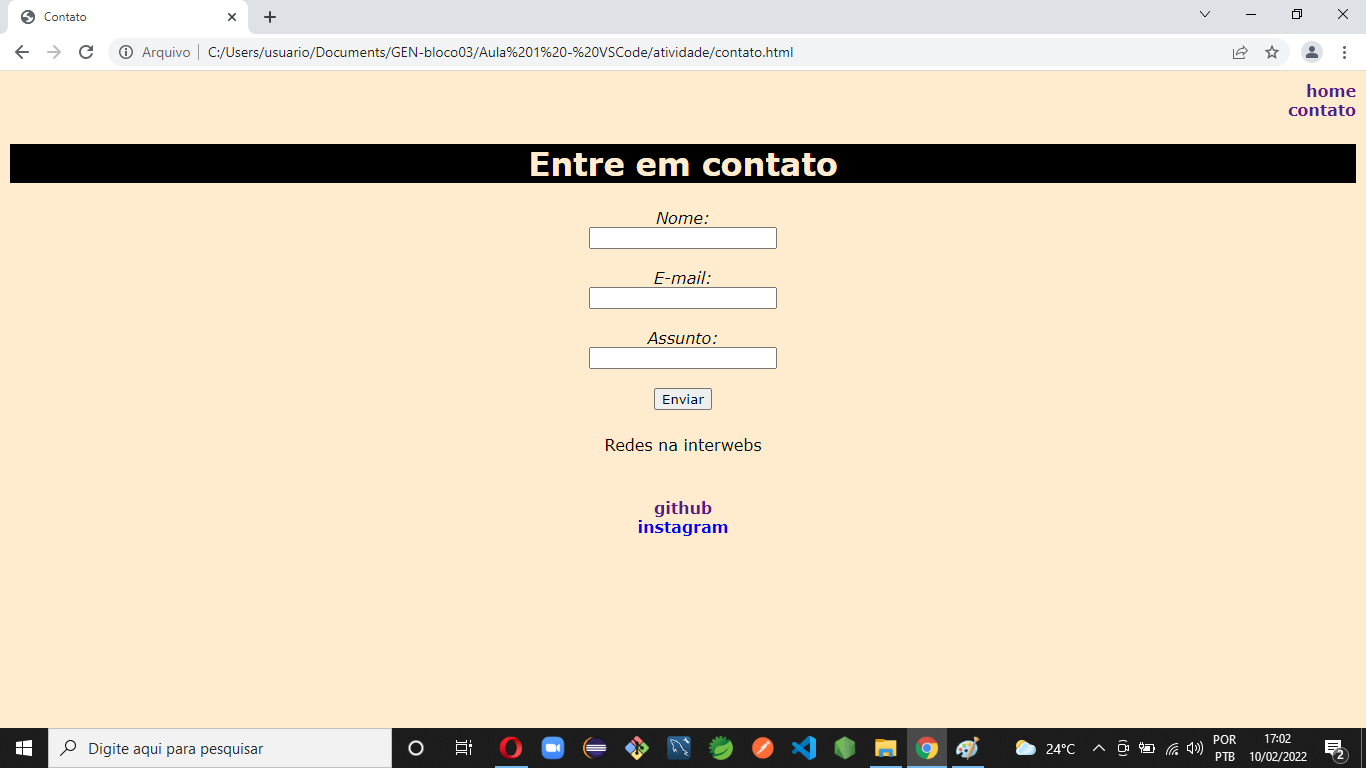 Contato
Arquivo
C:/Users/usuario/Documents/GEN-bloco03/Aula%201%20-%20VSCode/atividade/contato.html
home
contato
Entre em contato
Nome:
E-mail:
Assunto:
Enviar
Redes na interwebs
github
instagram
Digite aqui para pesquisar
24°C
POR
PTB
17:02
10/02/2022
2